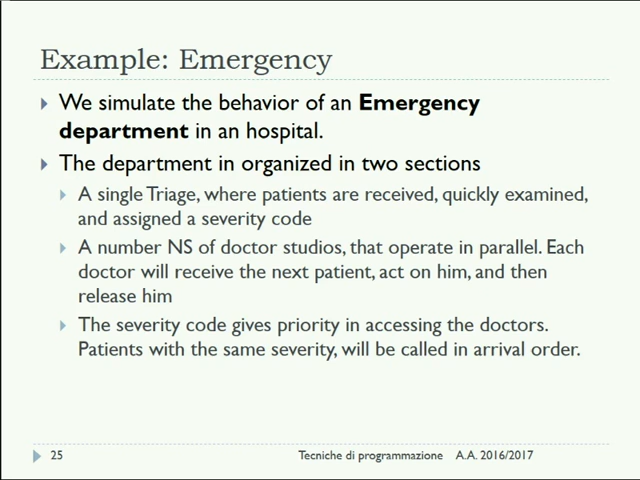 Example: Emergency
We simulate the behavior of an Emergency
department in an hospital.
The department in organized in two sections
A single Triage, where patients are received, quickly examined,
and assigned a severity code
A number NS of doctor studios, that operate in parallel. Each
doctor will receive the next patient, act on him, and then
release him
The severity code gives priority in accessing the doctors.
Patients with the same severity, will be called in arrival order.
25 Tecniche di programmazione A.A. 2016/2017